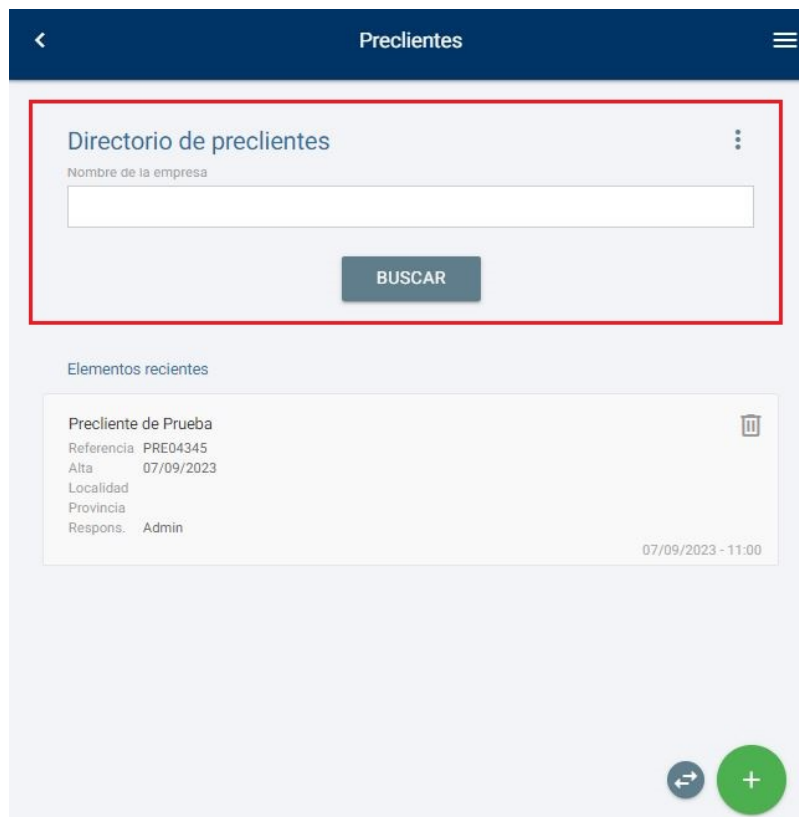 Preclientes
Directorio de preclientes
Nombre de la empresa
BUSCAR
Elementos recientes
Precliente de Prueba
Referencia PRE04345
Alta 07/09/2023
Localidad
Provincia
Respons. Admin
07/09/2023 - 11:00